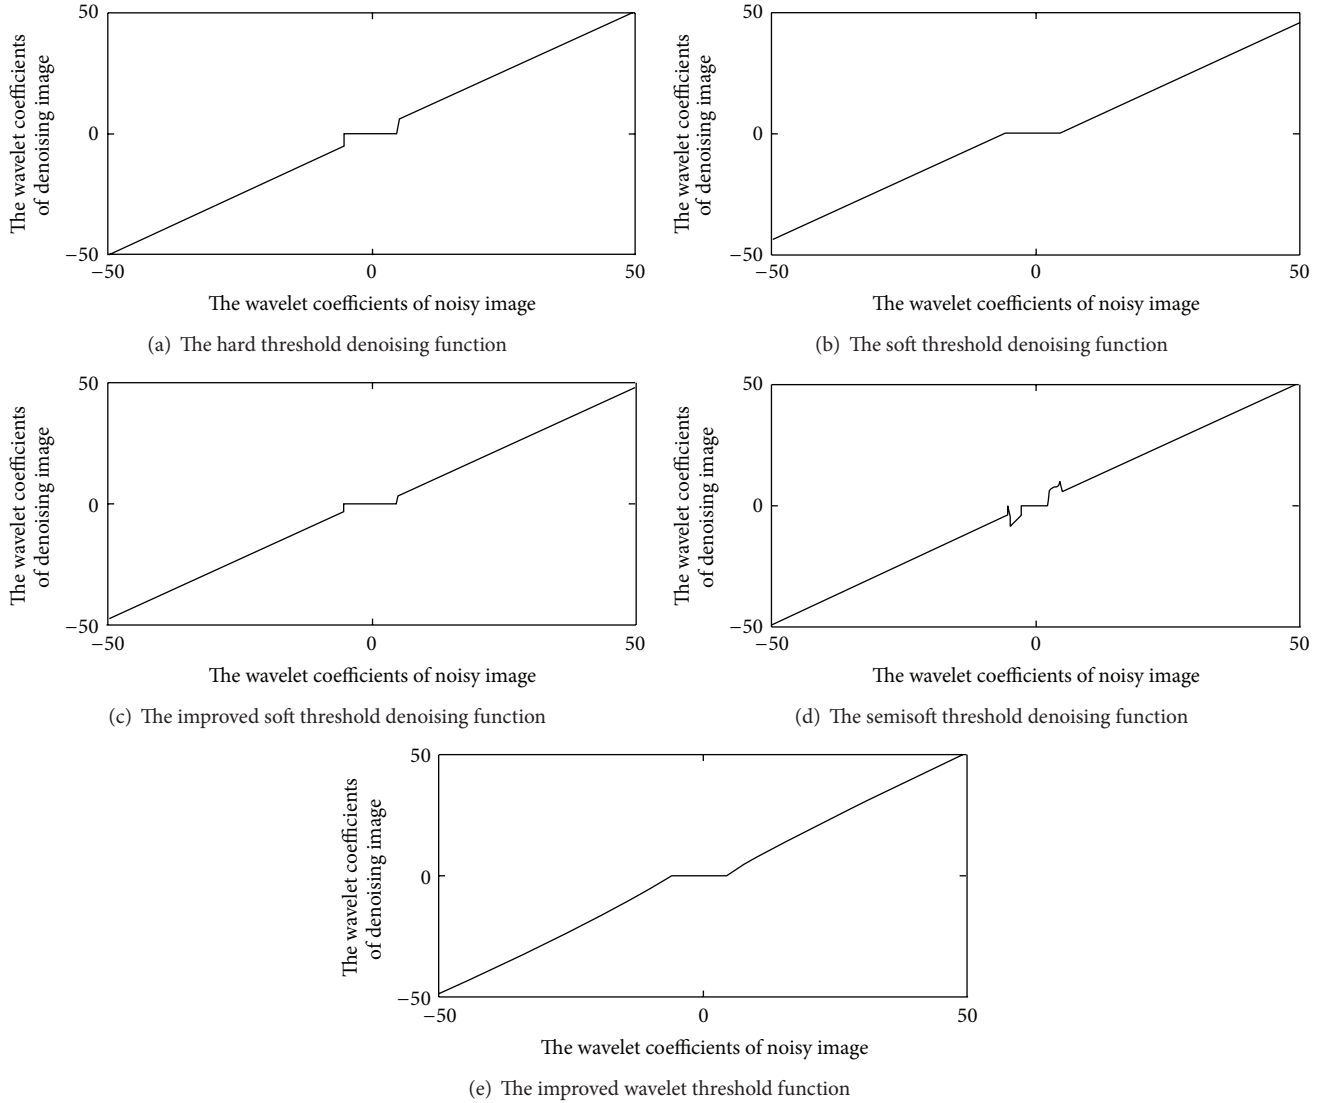 50
0
−50
−50
0
50
The wavelet coefficients
of denoising image
The wavelet coefficients of noisy image
(a) The hard threshold denoising function
50
0
−50
−50
0
50
The wavelet coefficients
of denoising image
The wavelet coefficients of noisy image
(b) The soft threshold denoising function
50
0
−50
−50
0
50
The wavelet coefficients
of denoising image
The wavelet coefficients of noisy image
(c) The improved soft threshold denoising function
50
0
−50
−50
0
50
The wavelet coefficients
of denoising image
The wavelet coefficients of noisy image
(d) The semisoft threshold denoising function
50
0
−50
−50
0
50
The wavelet coefficients
of denoising image
The wavelet coefficients of noisy image
(e) The improved wavelet threshold function